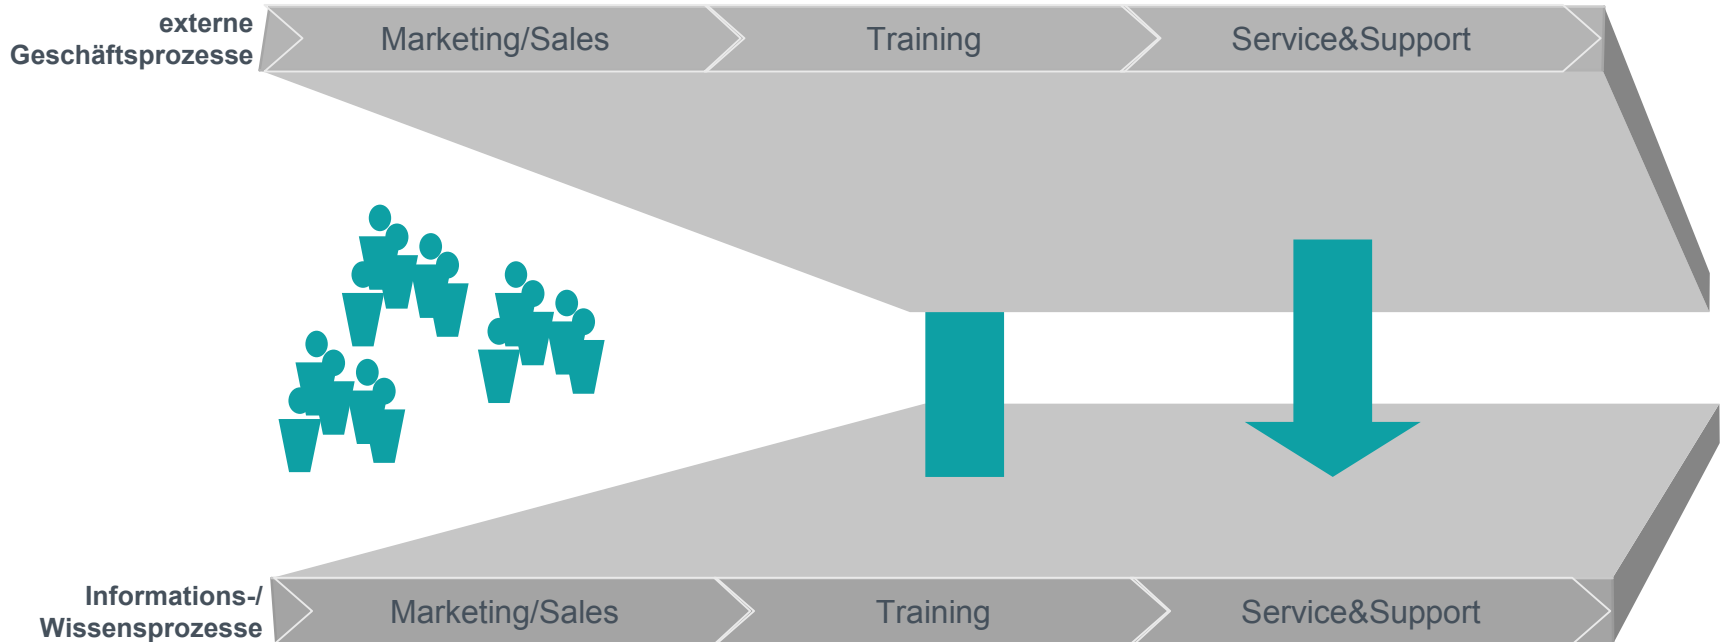 externe
Geschäftsprozesse
Marketing/Sales
Training
Service&Support
Informations-/
Wissensprozesse
Marketing/Sales
Training
Service&Support